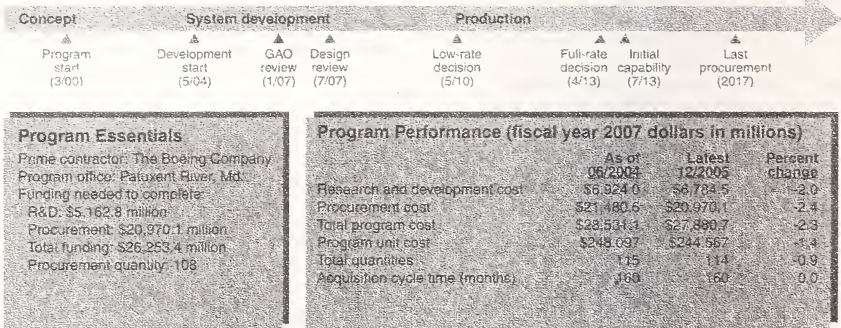 Concept System development Production
Program start (3/00)
Development start (5/04)
GAO review (1/07)
Design review (7/07)
Low-rate decision (5/10)
Full-rate decision (4/13)
Initial capability (7/13)
Last procurement (2017)
Program Essentials
Prime contractor: The Boeing Company
Program office: Patuxent River, Md.
Funding needed to complete:
R&D: $5,162.8 million
Procurement: $20,970.1 million
Total funding: $26,253.4 million
Procurement quantity: 108
Program Performance (fiscal year 2007 dollars in millions)
As of 06/2004 Latest 12/2005 Percent change
Research and development cost $6,924.0 $6,784.5 -2.0
Procurement cost $21,480.6 $20,970.1 -2.4
Total program cost $28,531.1 $27,880.7 -2.3
Program unit cost $248.097 $244.567 -1.4
Total quantities 115 114 -0.9
Acquisition cycle time (months) 160 160 0.0